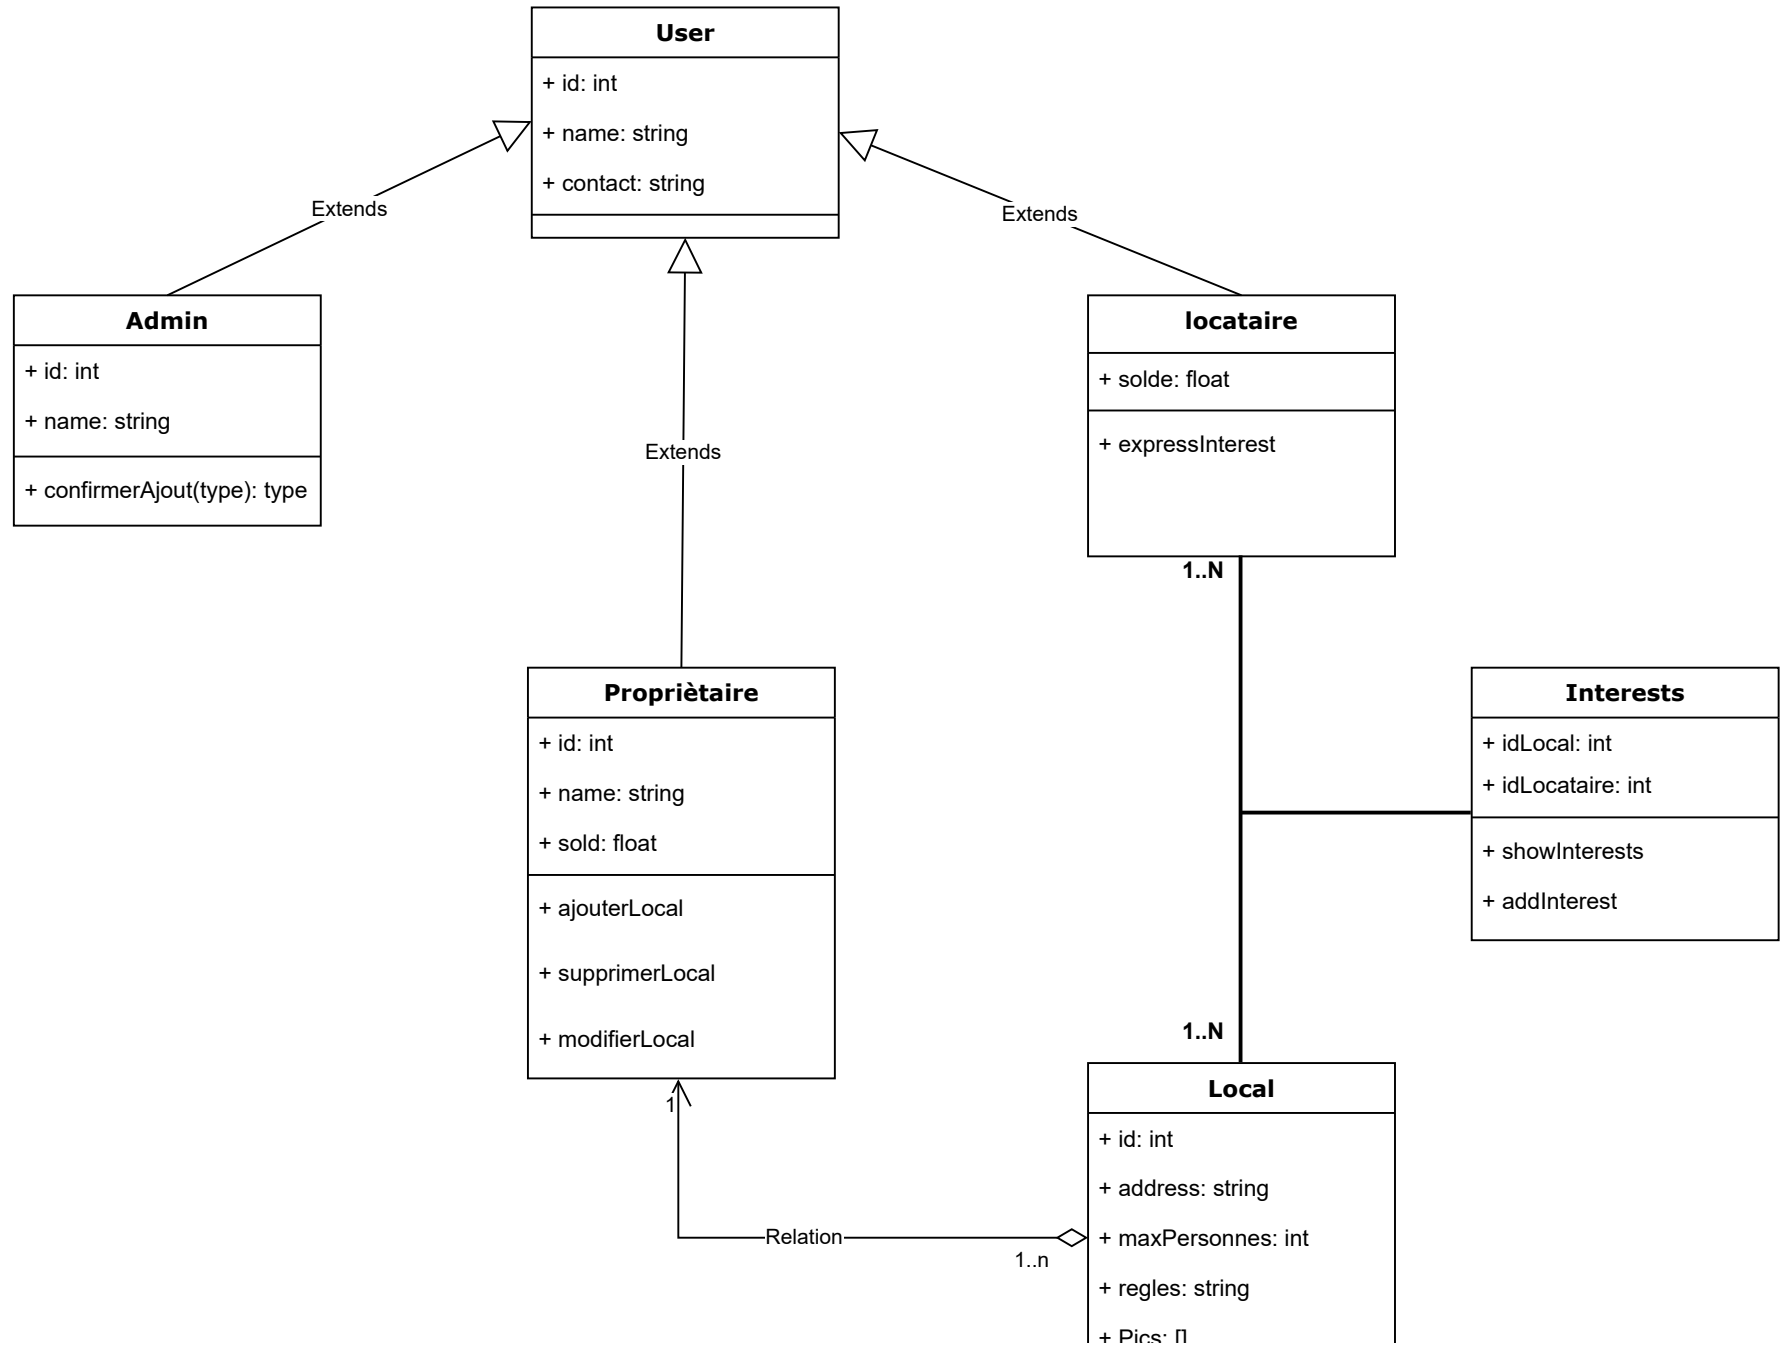 User
+ id: int
+ name: string
+ contact: string
Extends
Extends
Admin
+ id: int
+ name: string
+ confirmerAjout(type): type
locataire
+ solde: float
+ expressInterest
Extends
1..N
Propriètaire
+ id: int
+ name: string
+ sold: float
+ ajouterLocal
+ supprimerLocal
+ modifierLocal
Interests
+ idLocal: int
+ idLocataire: int
+ showInterests
+ addInterest
1..N
1
Relation
1..n
Local
+ id: int
+ address: string
+ maxPersonnes: int
+ regles: string
+ Pics: []